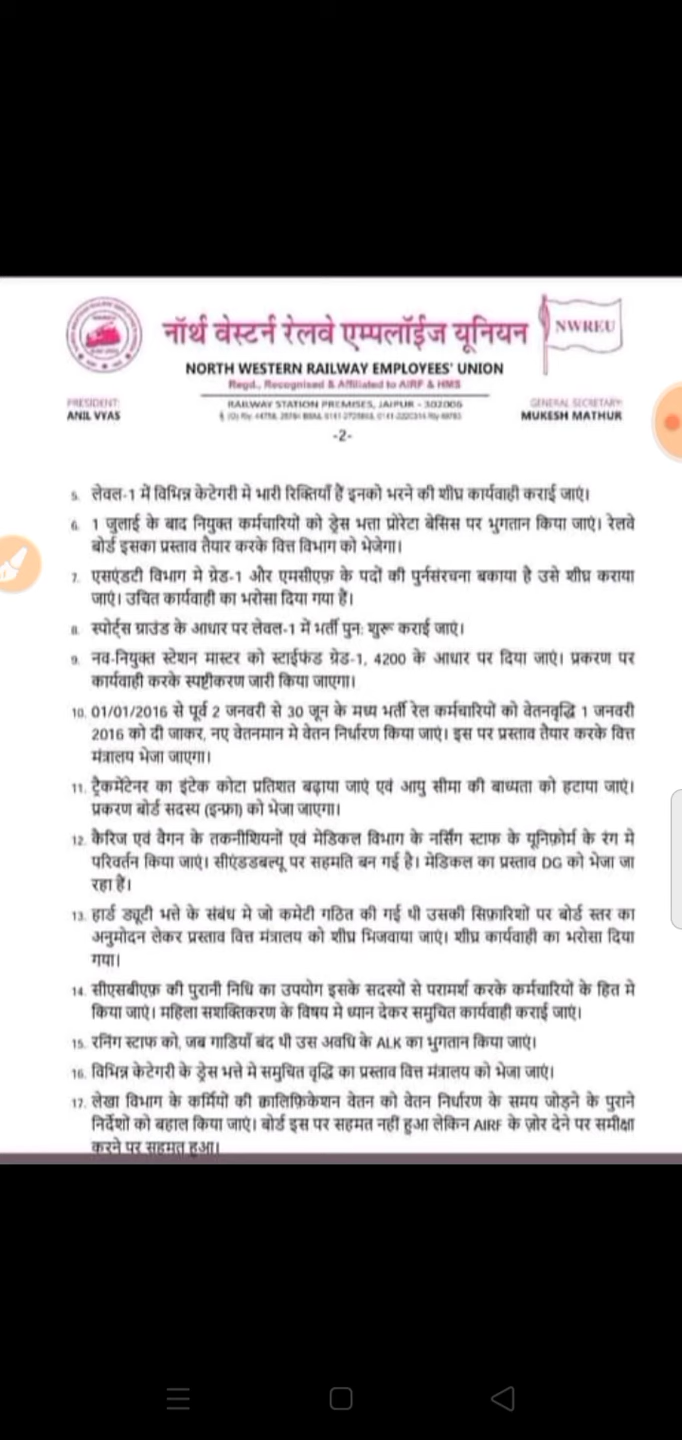 नॉर्थ वेस्टर्न रेलवे एम्पलॉईज यूनियन
NWREU
NORTH WESTERN RAILWAY EMPLOYEES' UNION
Regd., Recognised & Affiliated to AIRF & HMS
PRESIDENT:
ANIL VYAS
RAILWAY STATION PREMISES, JAIPUR - 302006
GENERAL SECRETARY:
MUKESH MATHUR
-2-
5. लेवल-1 में विभिन्न केटेगरी मे भारी रिक्तियाँ हैं इनको भरने की शीघ्र कार्यवाही कराई जाएं।
6. 1 जुलाई के बाद नियुक्त कर्मचारियों को ड्रेस भत्ता प्रोरेटा बेसिस पर भुगतान किया जाएं। रेलवे
बोर्ड इसका प्रस्ताव तैयार करके वित्त विभाग को भेजेगा।
7. एसएंडटी विभाग मे ग्रेड-1 और एमसीएफ़ के पदों की पुर्नसंरचना बकाया है उसे शीघ्र कराया
जाएं। उचित कार्यवाही का भरोसा दिया गया हैं।
8. स्पोर्ट्स ग्राउंड के आधार पर लेवल-1 में भर्ती पुन: शुरू कराई जाएं।
9. नव-नियुक्त स्टेशन मास्टर को स्टाईफंड ग्रेड-1, 4200 के आधार पर दिया जाएं। प्रकरण पर
कार्यवाही करके स्पष्टीकरण जारी किया जाएगा।
10. 01/01/2016 से पूर्व 2 जनवरी से 30 जून के मध्य भर्ती रेल कर्मचारियों को वेतनवृद्धि 1 जनवरी
2016 को दी जाकर, नए वेतनमान मे वेतन निर्धारण किया जाएं। इस पर प्रस्ताव तैयार करके वित्त
मंत्रालय भेजा जाएगा।
11. ट्रैकमेंटेनर का इंटेक कोटा प्रतिशत बढ़ाया जाएं एवं आयु सीमा की बाध्यता को हटाया जाएं।
प्रकरण बोर्ड सदस्य (इन्फ्रा) को भेजा जाएगा।
12. कैरिज एवं वैगन के तकनीशियनों एवं मेडिकल विभाग के नर्सिंग स्टाफ के यूनिफ़ोर्म के रंग मे
परिवर्तन किया जाएं। सीएंडडबल्यू पर सहमति बन गई है। मेडिकल का प्रस्ताव DG को भेजा जा
रहा हैं।
13. हार्ड ड्यूटी भत्ते के संबंध मे जो कमेटी गठित की गई थी उसकी सिफ़ारिशों पर बोर्ड स्तर का
अनुमोदन लेकर प्रस्ताव वित्त मंत्रालय को शीघ्र भिजवाया जाएं। शीघ्र कार्यवाही का भरोसा दिया
गया।
14. सीएसबीएफ़ की पुरानी निधि का उपयोग इसके सदस्यों से परामर्श करके कर्मचारियों के हित मे
किया जाएं। महिला सशक्तिकरण के विषय मे ध्यान देकर समुचित कार्यवाही कराई जाएं।
15. रनिंग स्टाफ को, जब गाडियाँ बंद थी उस अवधि के ALK का भुगतान किया जाएं।
16. विभिन्न केटेगरी के ड्रेस भत्ते मे समुचित वृद्धि का प्रस्ताव वित्त मंत्रालय को भेजा जाएं।
17. लेखा विभाग के कर्मियों की क्वालिफ़िकेशन वेतन को वेतन निर्धारण के समय जोड़ने के पुराने
निर्देशों को बहाल किया जाएं। बोर्ड इस पर सहमत नहीं हुआ लेकिन AIRF के ज़ोर देने पर समीक्षा
करने पर सहमत हुआ।